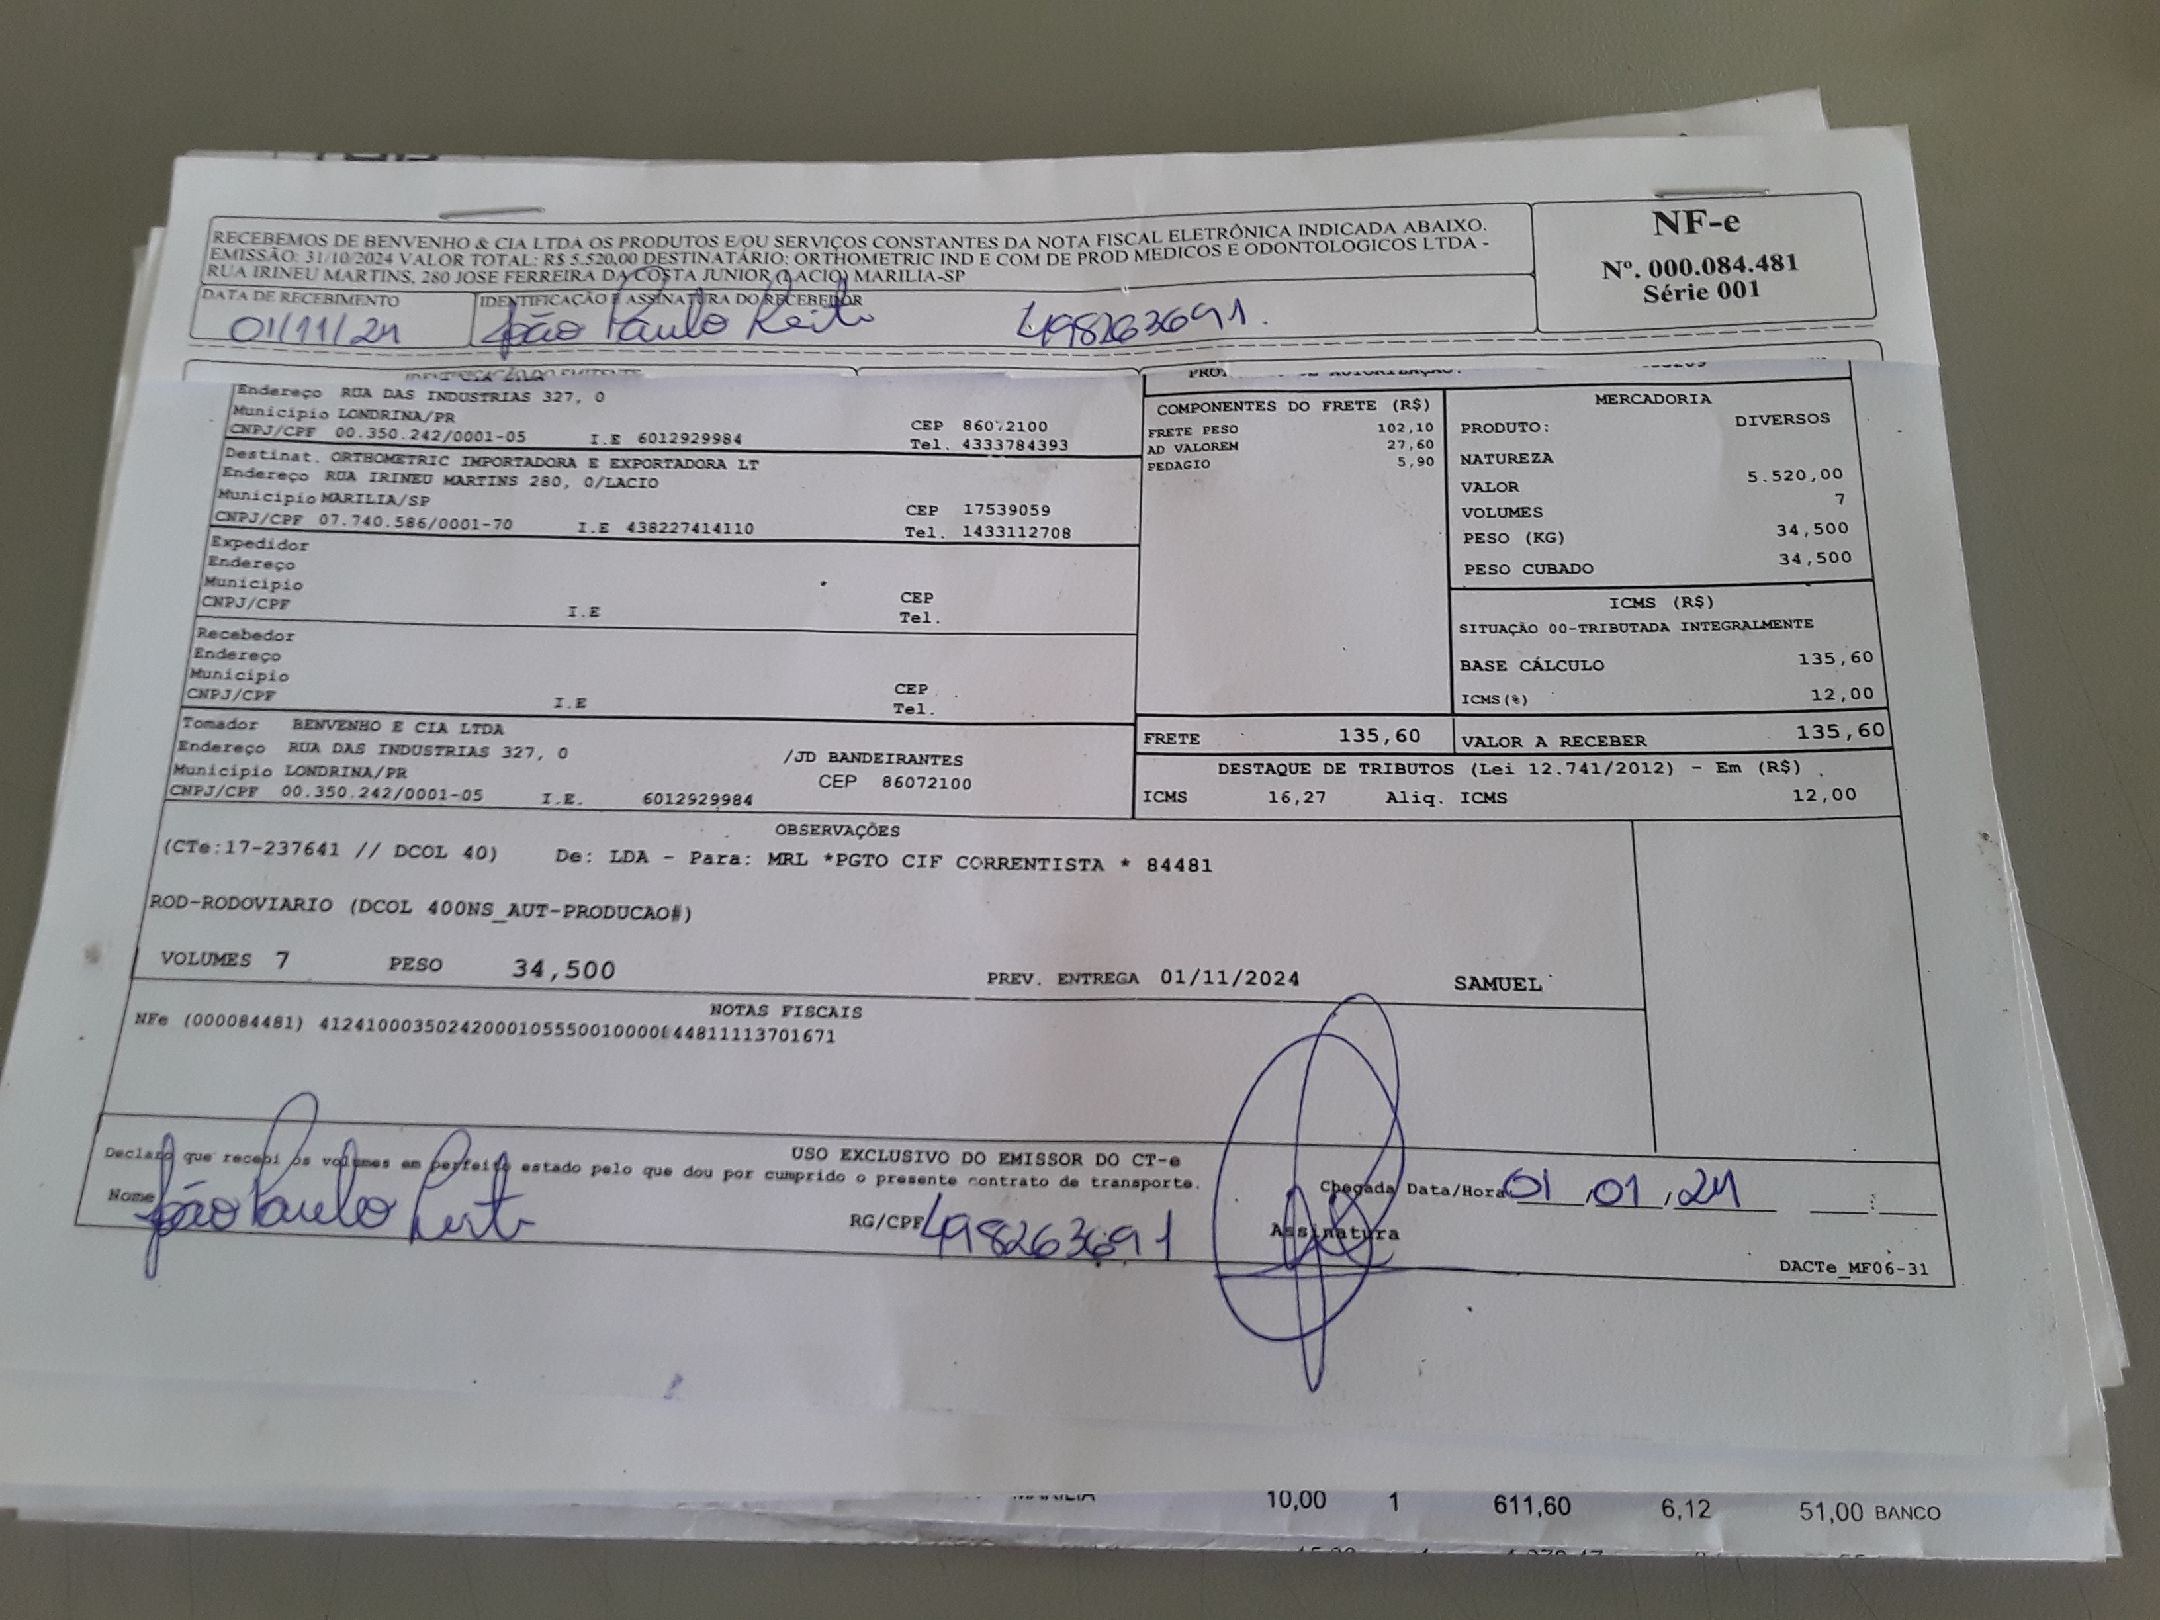 RECEBEMOS DE BENVENHO & CIA LTDA OS PRODUTOS E/OU SERVIÇOS CONSTANTES DA NOTA FISCAL ELETRÔNICA INDICADA ABAIXO.
EMISSÃO: 31/10/2024 VALOR TOTAL: R$ 5.520,00 DESTINATÁRIO: ORTHOMETRIC IND E COM DE PROD MEDICOS E ODONTOLOGICOS LTDA -
RUA IRINEU MARTINS, 280 JOSE FERREIRA DA COSTA JUNIOR (LACIO) MARILIA-SP
NF-e
Nº. 000.084.481
Série 001
DATA DE RECEBIMENTO
01/11/24
IDENTIFICAÇÃO E ASSINATURA DO RECEBEDOR
João Paulo 498263691.
IDENTIFICAÇÃO DO EMITENTE
Endereço RUA DAS INDUSTRIAS 327, 0
Municipio LONDRINA/PR CEP 86072100
CNPJ/CPF 00.350.242/0001-05 I.E 6012929984 Tel. 4333784393
Destinat. ORTHOMETRIC IMPORTADORA E EXPORTADORA LT
Endereço RUA IRINEU MARTINS 280, 0/LACIO
Municipio MARILIA/SP CEP 17539059
CNPJ/CPF 07.740.586/0001-70 I.E 438227414110 Tel. 1433112708
Expedidor
Endereço
Municipio CEP
CNPJ/CPF I.E Tel.
Recebedor
Endereço
Municipio CEP
CNPJ/CPF I.E Tel.
Tomador BENVENHO E CIA LTDA
Endereço RUA DAS INDUSTRIAS 327, 0 /JD BANDEIRANTES
Municipio LONDRINA/PR CEP 86072100
CNPJ/CPF 00.350.242/0001-05 I.E. 6012929984
COMPONENTES DO FRETE (R$)
FRETE PESO 102,10
AD VALOREM 27,60
PEDAGIO 5,90
MERCADORIA
PRODUTO: DIVERSOS
NATUREZA
VALOR 5.520,00
VOLUMES 7
PESO (KG) 34,500
PESO CUBADO 34,500
ICMS (R$)
SITUAÇÃO 00-TRIBUTADA INTEGRALMENTE
BASE CÁLCULO 135,60
ICMS(%) 12,00
FRETE 135,60 VALOR A RECEBER 135,60
DESTAQUE DE TRIBUTOS (Lei 12.741/2012) - Em (R$)
ICMS 16,27 Aliq. ICMS 12,00
OBSERVAÇÕES
(CTe:17-237641 // DCOL 40) De: LDA - Para: MRL *PGTO CIF CORRENTISTA * 84481
ROD-RODOVIARIO (DCOL 400NS_AUT-PRODUCAO#)
VOLUMES 7 PESO 34,500 PREV. ENTREGA 01/11/2024 SAMUEL
NOTAS FISCAIS
NFe (000084481)
USO EXCLUSIVO DO EMISSOR DO CT-e
Declaro que recebi os volumes em perfeito estado pelo que dou por cumprido o presente contrato de transporte.
Nome João Paulo RG/CPF 498263691 Chegada Data/Hora 01/01/24 :
Assinatura
DACTe_MF06-31
MARILIA 10,00 1 611,60 6,12 51,00 BANCO